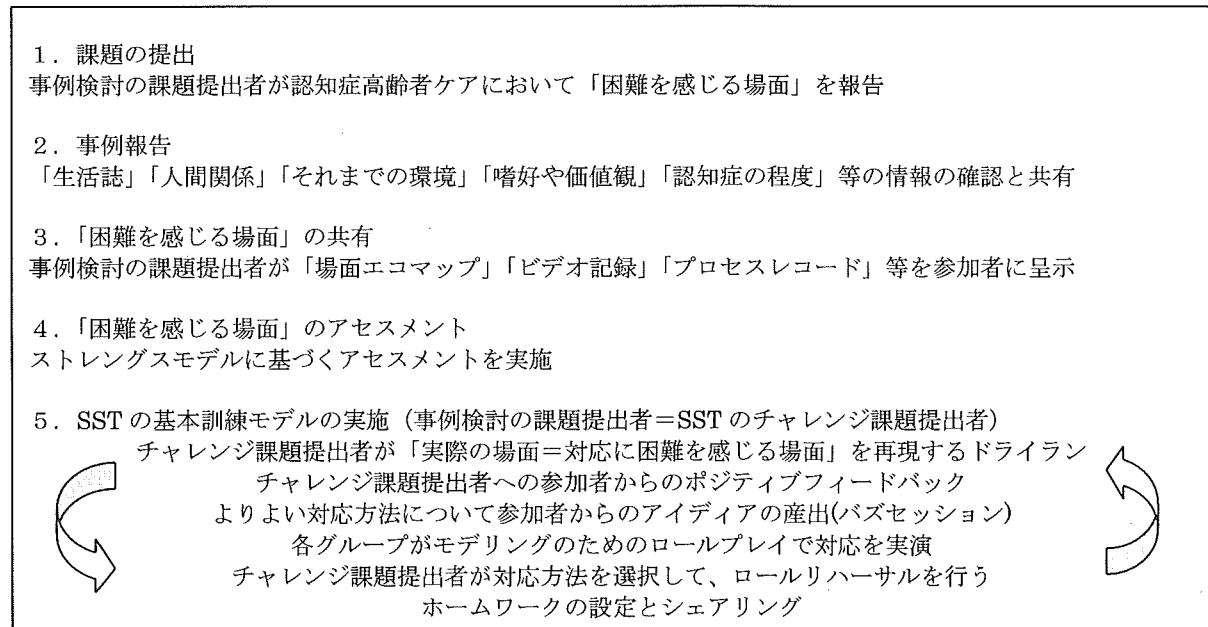 １．課題の提出
事例検討の課題提出者が認知症高齢者ケアにおいて「困難を感じる場面」を報告
２．事例報告
「生活誌」「人間関係」「それまでの環境」「嗜好や価値観」「認知症の程度」等の情報の確認と共有
３．「困難を感じる場面」の共有
事例検討の課題提出者が「場面エコマップ」「ビデオ記録」「プロセスレコード」等を参加者に呈示
４．「困難を感じる場面」のアセスメント
ストレングスモデルに基づくアセスメントを実施
５．SSTの基本訓練モデルの実施（事例検討の課題提出者＝SSTのチャレンジ課題提出者）
チャレンジ課題提出者が「実際の場面＝対応に困難を感じる場面」を再現するドライラン
チャレンジ課題提出者への参加者からのポジティブフィードバック
よりよい対応方法について参加者からのアイディアの産出(バズセッション)
各グループがモデリングのためのロールプレイで対応を実演
チャレンジ課題提出者が対応方法を選択して、ロールリハーサルを行う
ホームワークの設定とシェアリング